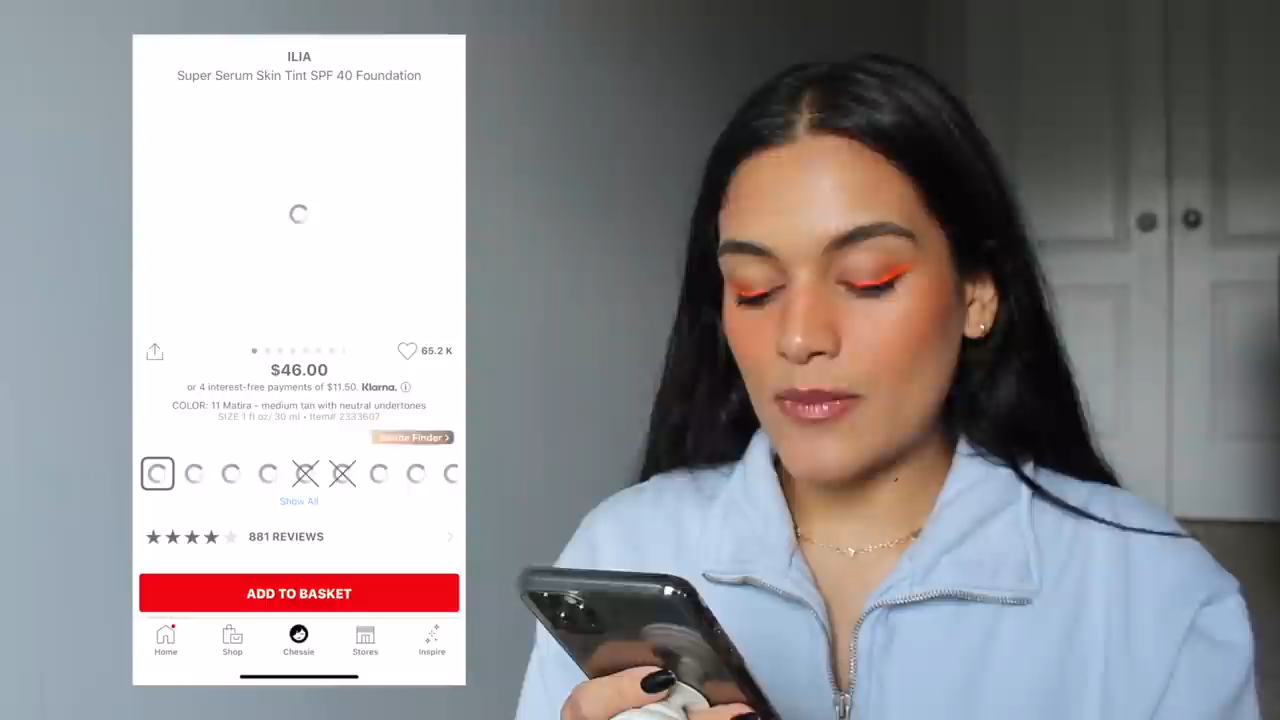 ILIA
Super Serum Skin Tint SPF 40 Foundation
65.2 K
$46.00
or 4 interest-free payments of $11.50. Klarna.
COLOR: 11 Matira - medium tan with neutral undertones
SIZE 1 fl oz/ 30 ml • Item# 2333607
Shade Finder >
Show All
881 REVIEWS
ADD TO BASKET
Home Shop Chessie Stores Inspire